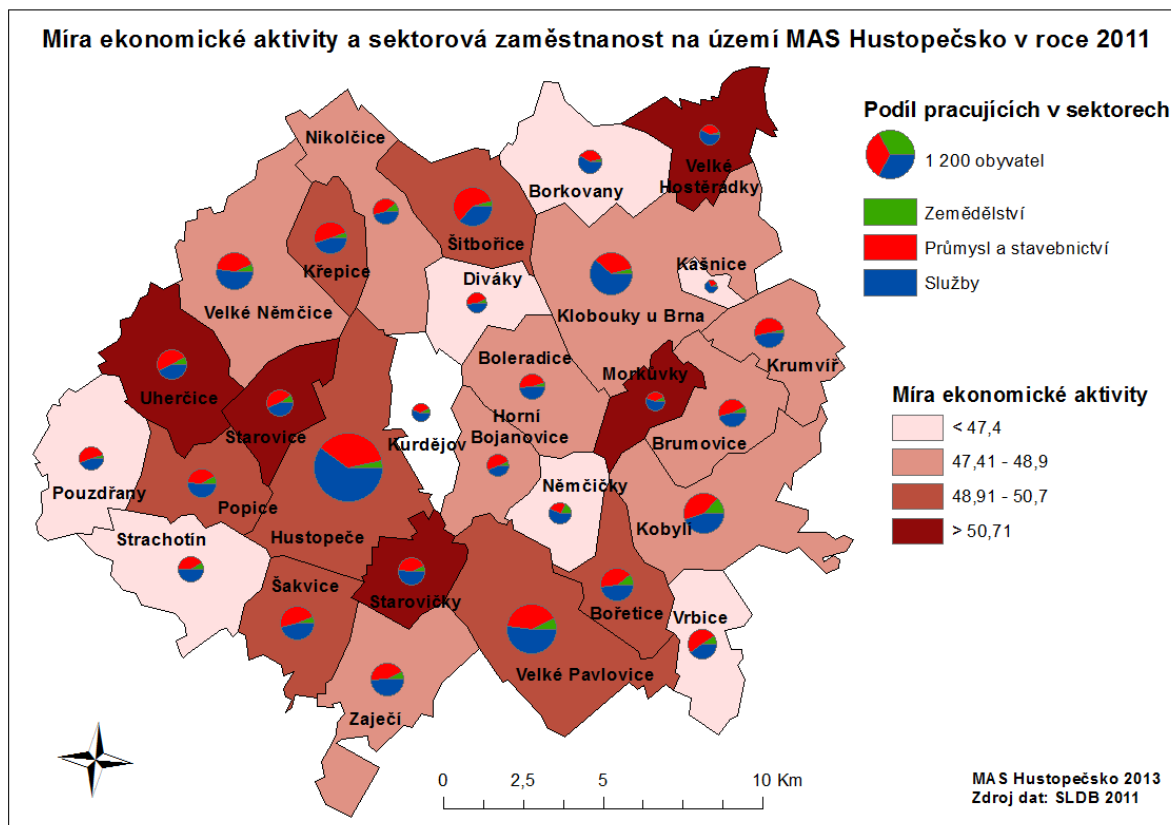 Míra ekonomické aktivity a sektorová zaměstnanost na území MAS Hustopečsko v roce 2011
Podíl pracujících v sektorech
1 200 obyvatel
Zemědělství
Průmysl a stavebnictví
Služby
Míra ekonomické aktivity
< 47,4
47,41 - 48,9
48,91 - 50,7
> 50,71
Nikolčice
Borkovany
Velké
Hostěrádky
Šitbořice
Křepice
Diváky
Kašnice
Velké Němčice
Klobouky u Brna
Boleradice
Morkůvky
Krumvíř
Uherčice
Starovice
Kurdějov
Horní
Bojanovice
Brumovice
Pouzdřany
Popice
Němčičky
Kobylí
Strachotín
Hustopeče
Šakvice
Starovičky
Bořetice
Vrbice
Velké Pavlovice
Zaječí
0 2,5 5 10 Km
MAS Hustopečsko 2013
Zdroj dat: SLDB 2011